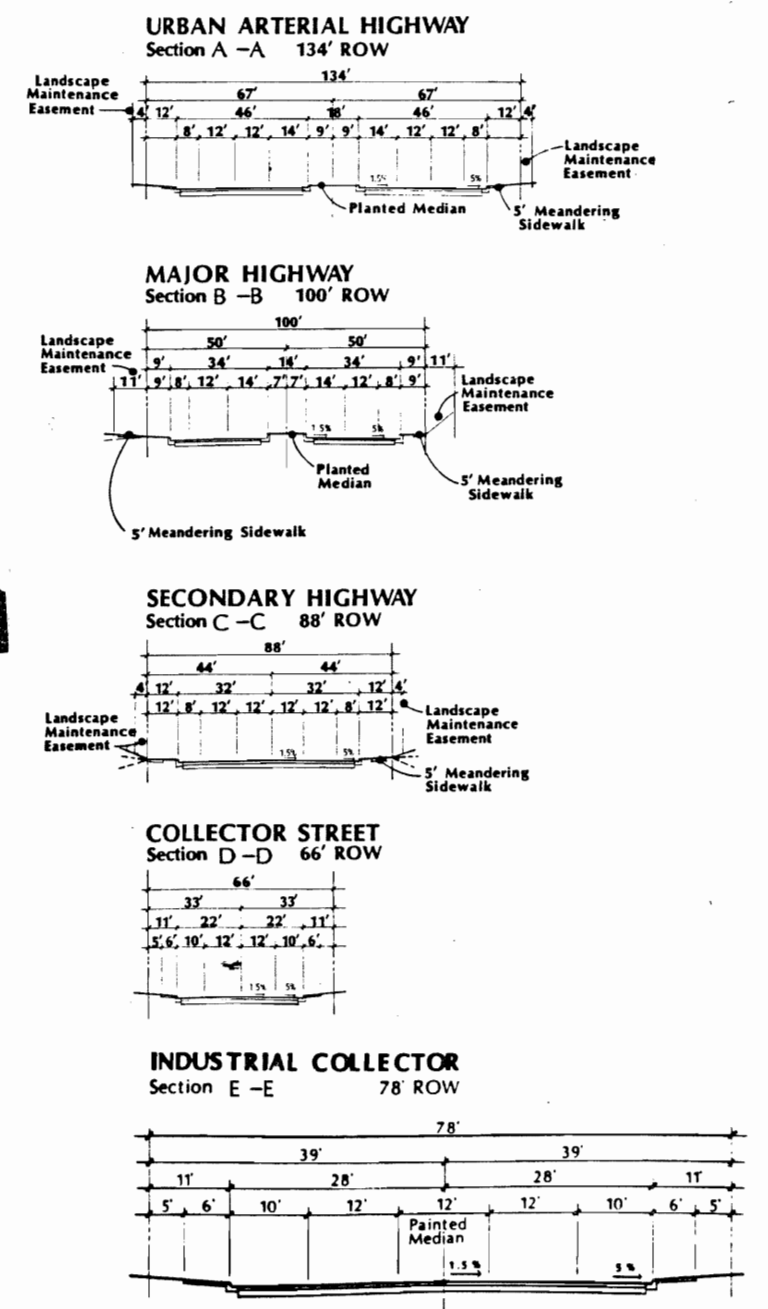 URBAN ARTERIAL HIGHWAY
Section A –A 134' ROW
Landscape
Maintenance
Easement
134'
67' 67'
4' 12' 46' 18' 46' 12' 4'
8' 12' 12' 14' 9' 9' 14' 12' 12' 8'
1.5% 5%
Landscape
Maintenance
Easement
Planted Median
5' Meandering
Sidewalk
MAJOR HIGHWAY
Section B –B 100' ROW
100'
Landscape
Maintenance
Easement
50' 50'
9' 34' 14' 34' 9' 11'
11' 9' 8' 12' 14' 7' 7' 14' 12' 8' 9'
Landscape
Maintenance
Easement
1.5% 5%
Planted
Median
5' Meandering
Sidewalk
5' Meandering Sidewalk
SECONDARY HIGHWAY
Section C –C 88' ROW
88'
44' 44'
4' 12' 32' 32' 12' 4'
12' 8' 12' 12' 12' 12' 8' 12'
Landscape
Maintenance
Easement
Landscape
Maintenance
Easement
1.5% 5%
5' Meandering
Sidewalk
COLLECTOR STREET
Section D –D 66' ROW
66'
33' 33'
11' 22' 22' 11'
5' 6' 10' 12' 12' 10' 6'
1.5% 5%
INDUSTRIAL COLLECTOR
Section E –E 78' ROW
78'
39' 39'
11' 28' 28' 11'
5' 6' 10' 12' 12' 12' 10' 6' 5'
Painted
Median
1.5 % 5 %